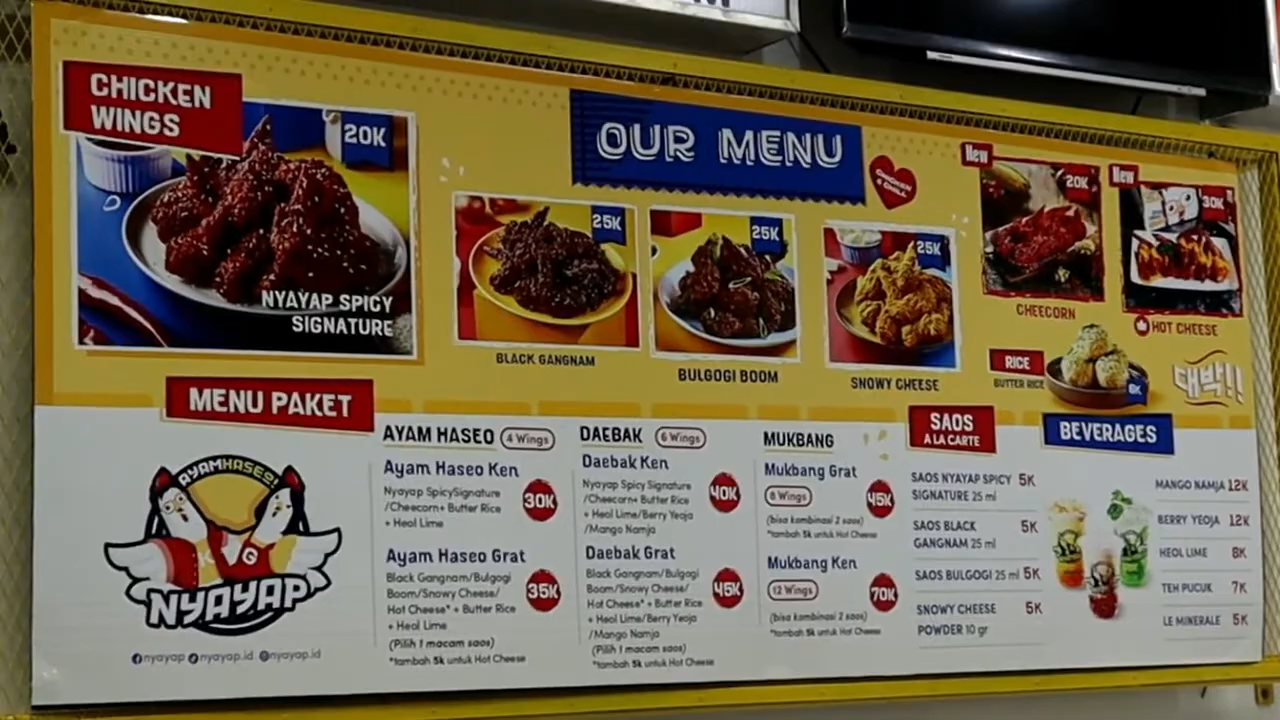 CHICKEN
WINGS
20K
NYAYAP SPICY
SIGNATURE
OUR MENU
CHICKEN
& GRILL
25K
BLACK GANGNAM
25K
BULGOGI BOOM
25K
SNOWY CHEESE
New
20K
CHEECORN
New
30K
HOT CHEESE
RICE
BUTTER RICE
대박!!
MENU PAKET
AYAMHASEO!
NYAYAP
nyayap nyayap.id nyayap.id
AYAM HASEO 4 Wings
Ayam Haseo Ken
Nyayap SpicySignature
/Cheecorn+ Butter Rice
+ Heol Lime
30K
Ayam Haseo Grat
Black Gangnam/Bulgogi
Boom/Snowy Cheese/
Hot Cheese* + Butter Rice
+ Heol Lime
(Pilih 1 macam saos)
*tambah 5k untuk Hot Cheese
35K
DAEBAK 6 Wings
Daebak Ken
Nyayap Spicy Signature
/Cheecorn+ Butter Rice
+ Heol Lime/Berry Yeoja
/Mango Namja
40K
Daebak Grat
Black Gangnam/Bulgogi
Boom/Snowy Cheese/
Hot Cheese* + Butter Rice
+ Heol Lime/Berry Yeoja
/Mango Namja
(Pilih 1 macam saos)
*tambah 5k untuk Hot Cheese
45K
MUKBANG
Mukbang Grat
8 Wings
45K
(bisa kombinasi 2 saos)
*tambah 5k untuk Hot Cheese
Mukbang Ken
12 Wings
70K
(bisa kombinasi 2 saos)
*tambah 5k untuk Hot Cheese
SAOS
A LA CARTE
SAOS NYAYAP SPICY 5K
SIGNATURE 25 ml
SAOS BLACK 5K
GANGNAM 25 ml
SAOS BULGOGI 25 ml 5K
SNOWY CHEESE 5K
POWDER 10 gr
BEVERAGES
MANGO NAMJA 12K
BERRY YEOJA 12K
HEOL LIME 8K
TEH PUCUK 7K
LE MINERALE 5K